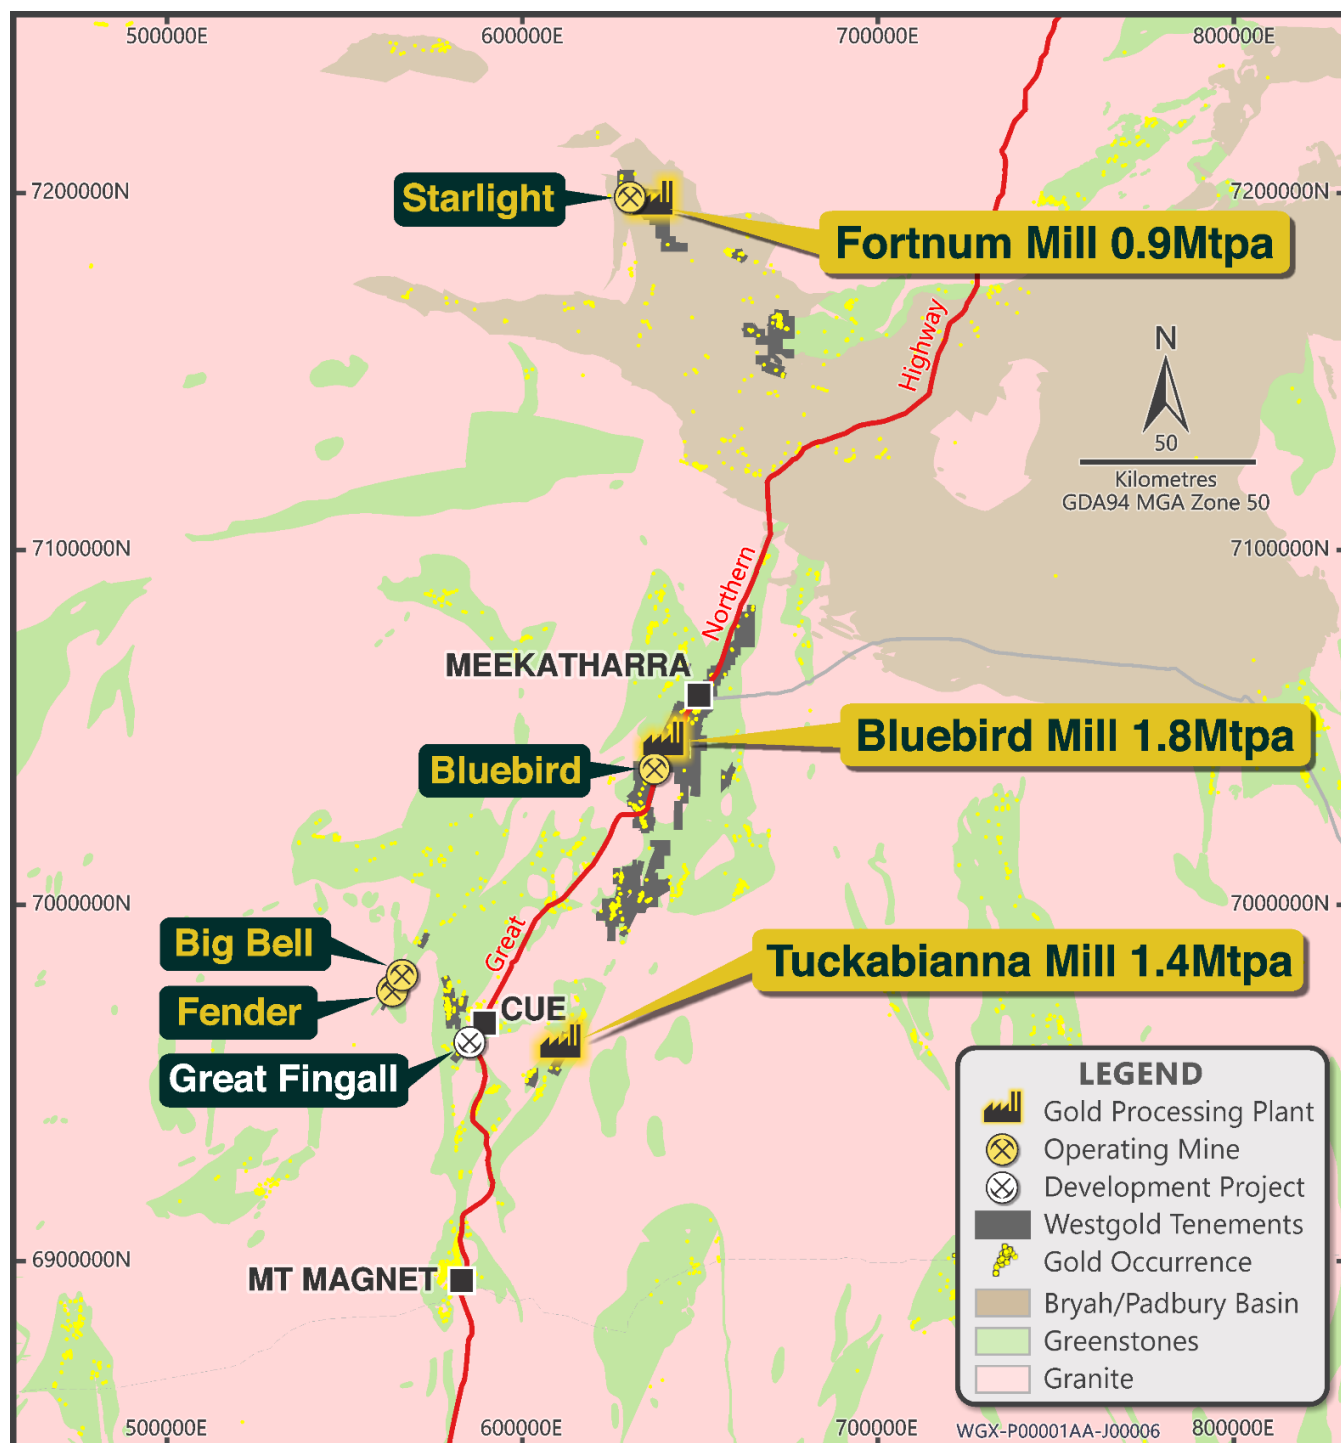 500000E 600000E 700000E 800000E
7200000N
7200000N
Starlight
Fortnum Mill 0.9Mtpa
Highway
N
50
Kilometres
GDA94 MGA Zone 50
7100000N
7100000N
Northern
MEEKATHARRA
Bluebird Mill 1.8Mtpa
Bluebird
7000000N
7000000N
Big Bell
Great
Tuckabianna Mill 1.4Mtpa
Fender
CUE
Great Fingall
LEGEND
Gold Processing Plant
Operating Mine
Development Project
Westgold Tenements
Gold Occurrence
Bryah/Padbury Basin
Greenstones
Granite
6900000N
MT MAGNET
500000E 600000E 700000E 800000E
WGX-P00001AA-J00006